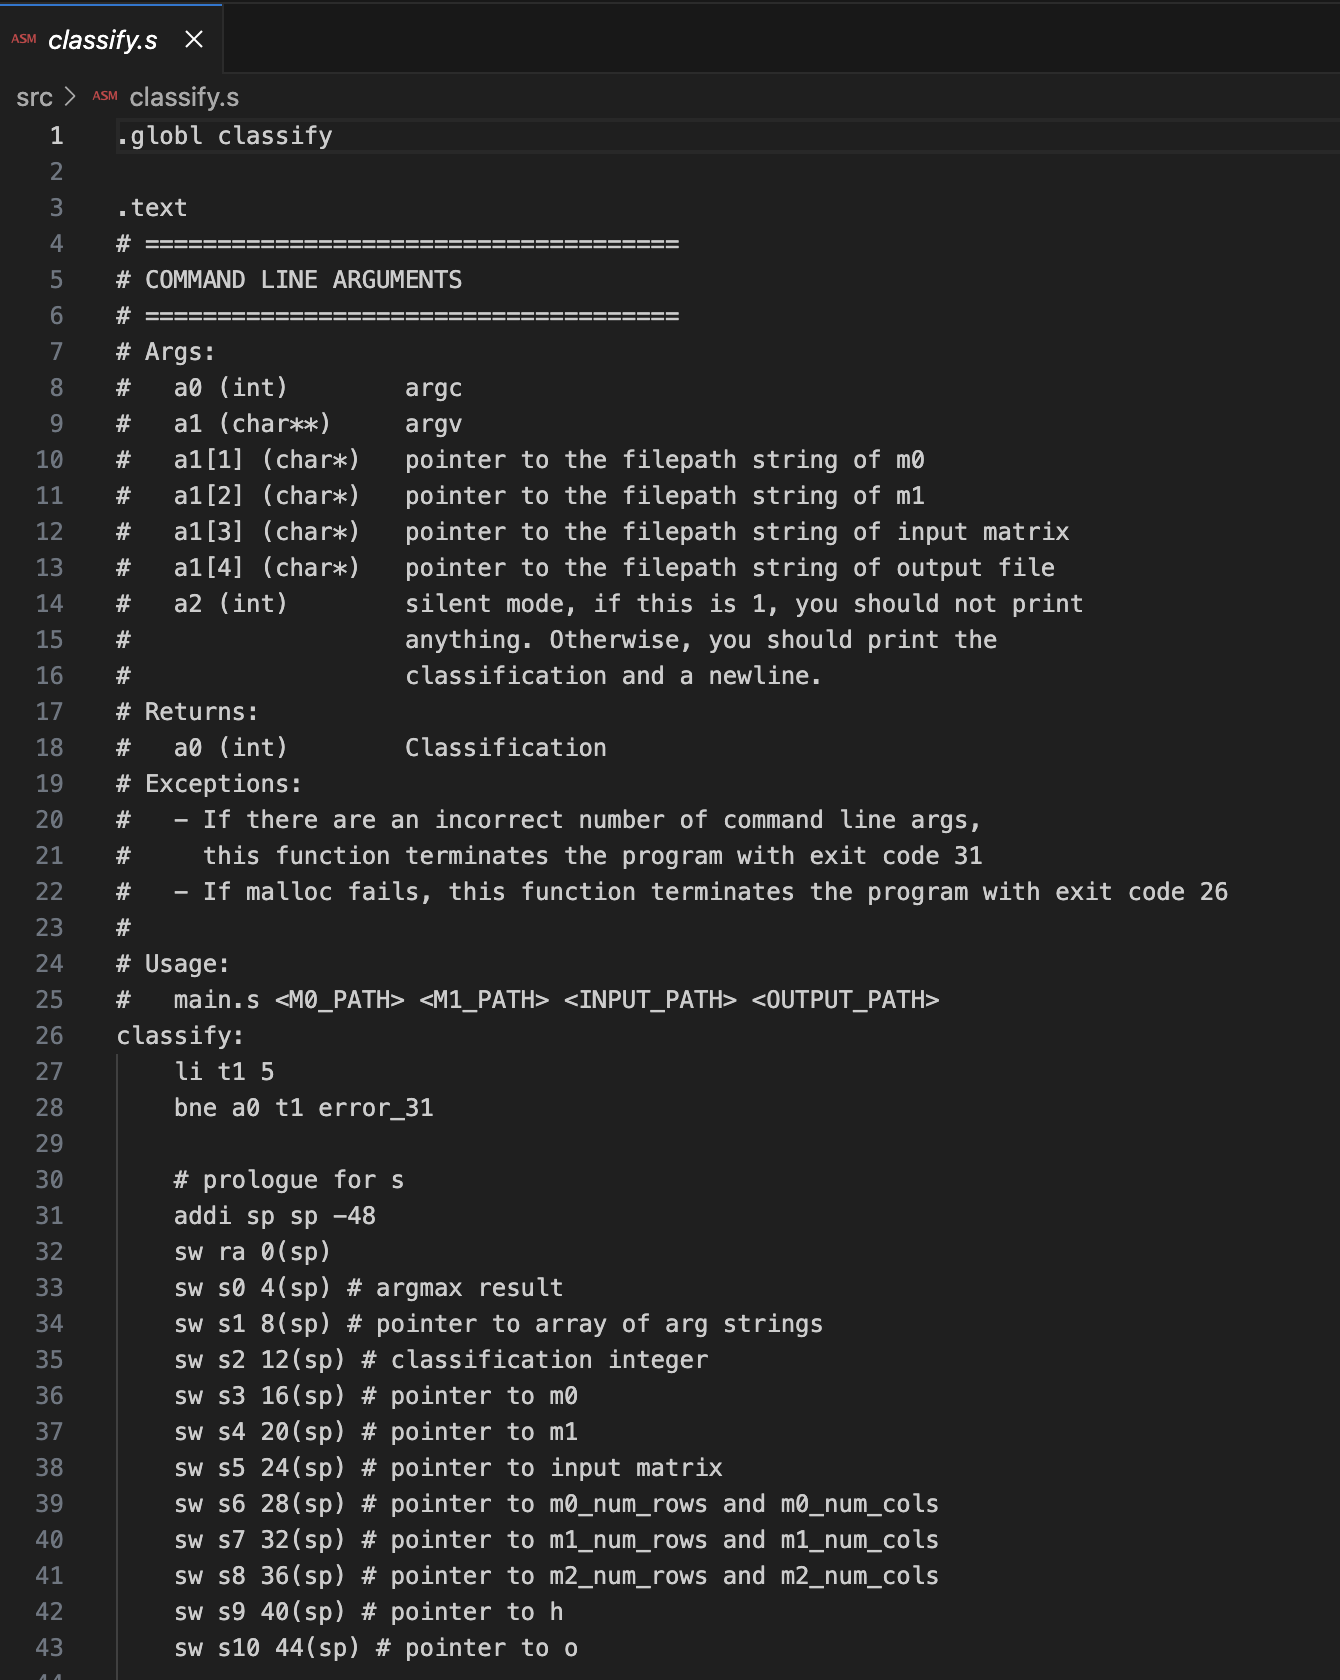 ASM classify.s ×
src > ASM classify.s
1 .globl classify
2
3 .text
4 # =====================================
5 # COMMAND LINE ARGUMENTS
6 # =====================================
7 # Args:
8 #   a0 (int)        argc
9 #   a1 (char**)     argv
10 #   a1[1] (char*)   pointer to the filepath string of m0
11 #   a1[2] (char*)   pointer to the filepath string of m1
12 #   a1[3] (char*)   pointer to the filepath string of input matrix
13 #   a1[4] (char*)   pointer to the filepath string of output file
14 #   a2 (int)        silent mode, if this is 1, you should not print
15 #                   anything. Otherwise, you should print the
16 #                   classification and a newline.
17 # Returns:
18 #   a0 (int)        Classification
19 # Exceptions:
20 #   - If there are an incorrect number of command line args,
21 #     this function terminates the program with exit code 31
22 #   - If malloc fails, this function terminates the program with exit code 26
23 #
24 # Usage:
25 #   main.s <M0_PATH> <M1_PATH> <INPUT_PATH> <OUTPUT_PATH>
26 classify:
27     li t1 5
28     bne a0 t1 error_31
29
30     # prologue for s
31     addi sp sp -48
32     sw ra 0(sp)
33     sw s0 4(sp) # argmax result
34     sw s1 8(sp) # pointer to array of arg strings
35     sw s2 12(sp) # classification integer
36     sw s3 16(sp) # pointer to m0
37     sw s4 20(sp) # pointer to m1
38     sw s5 24(sp) # pointer to input matrix
39     sw s6 28(sp) # pointer to m0_num_rows and m0_num_cols
40     sw s7 32(sp) # pointer to m1_num_rows and m1_num_cols
41     sw s8 36(sp) # pointer to m2_num_rows and m2_num_cols
42     sw s9 40(sp) # pointer to h
43     sw s10 44(sp) # pointer to o
44